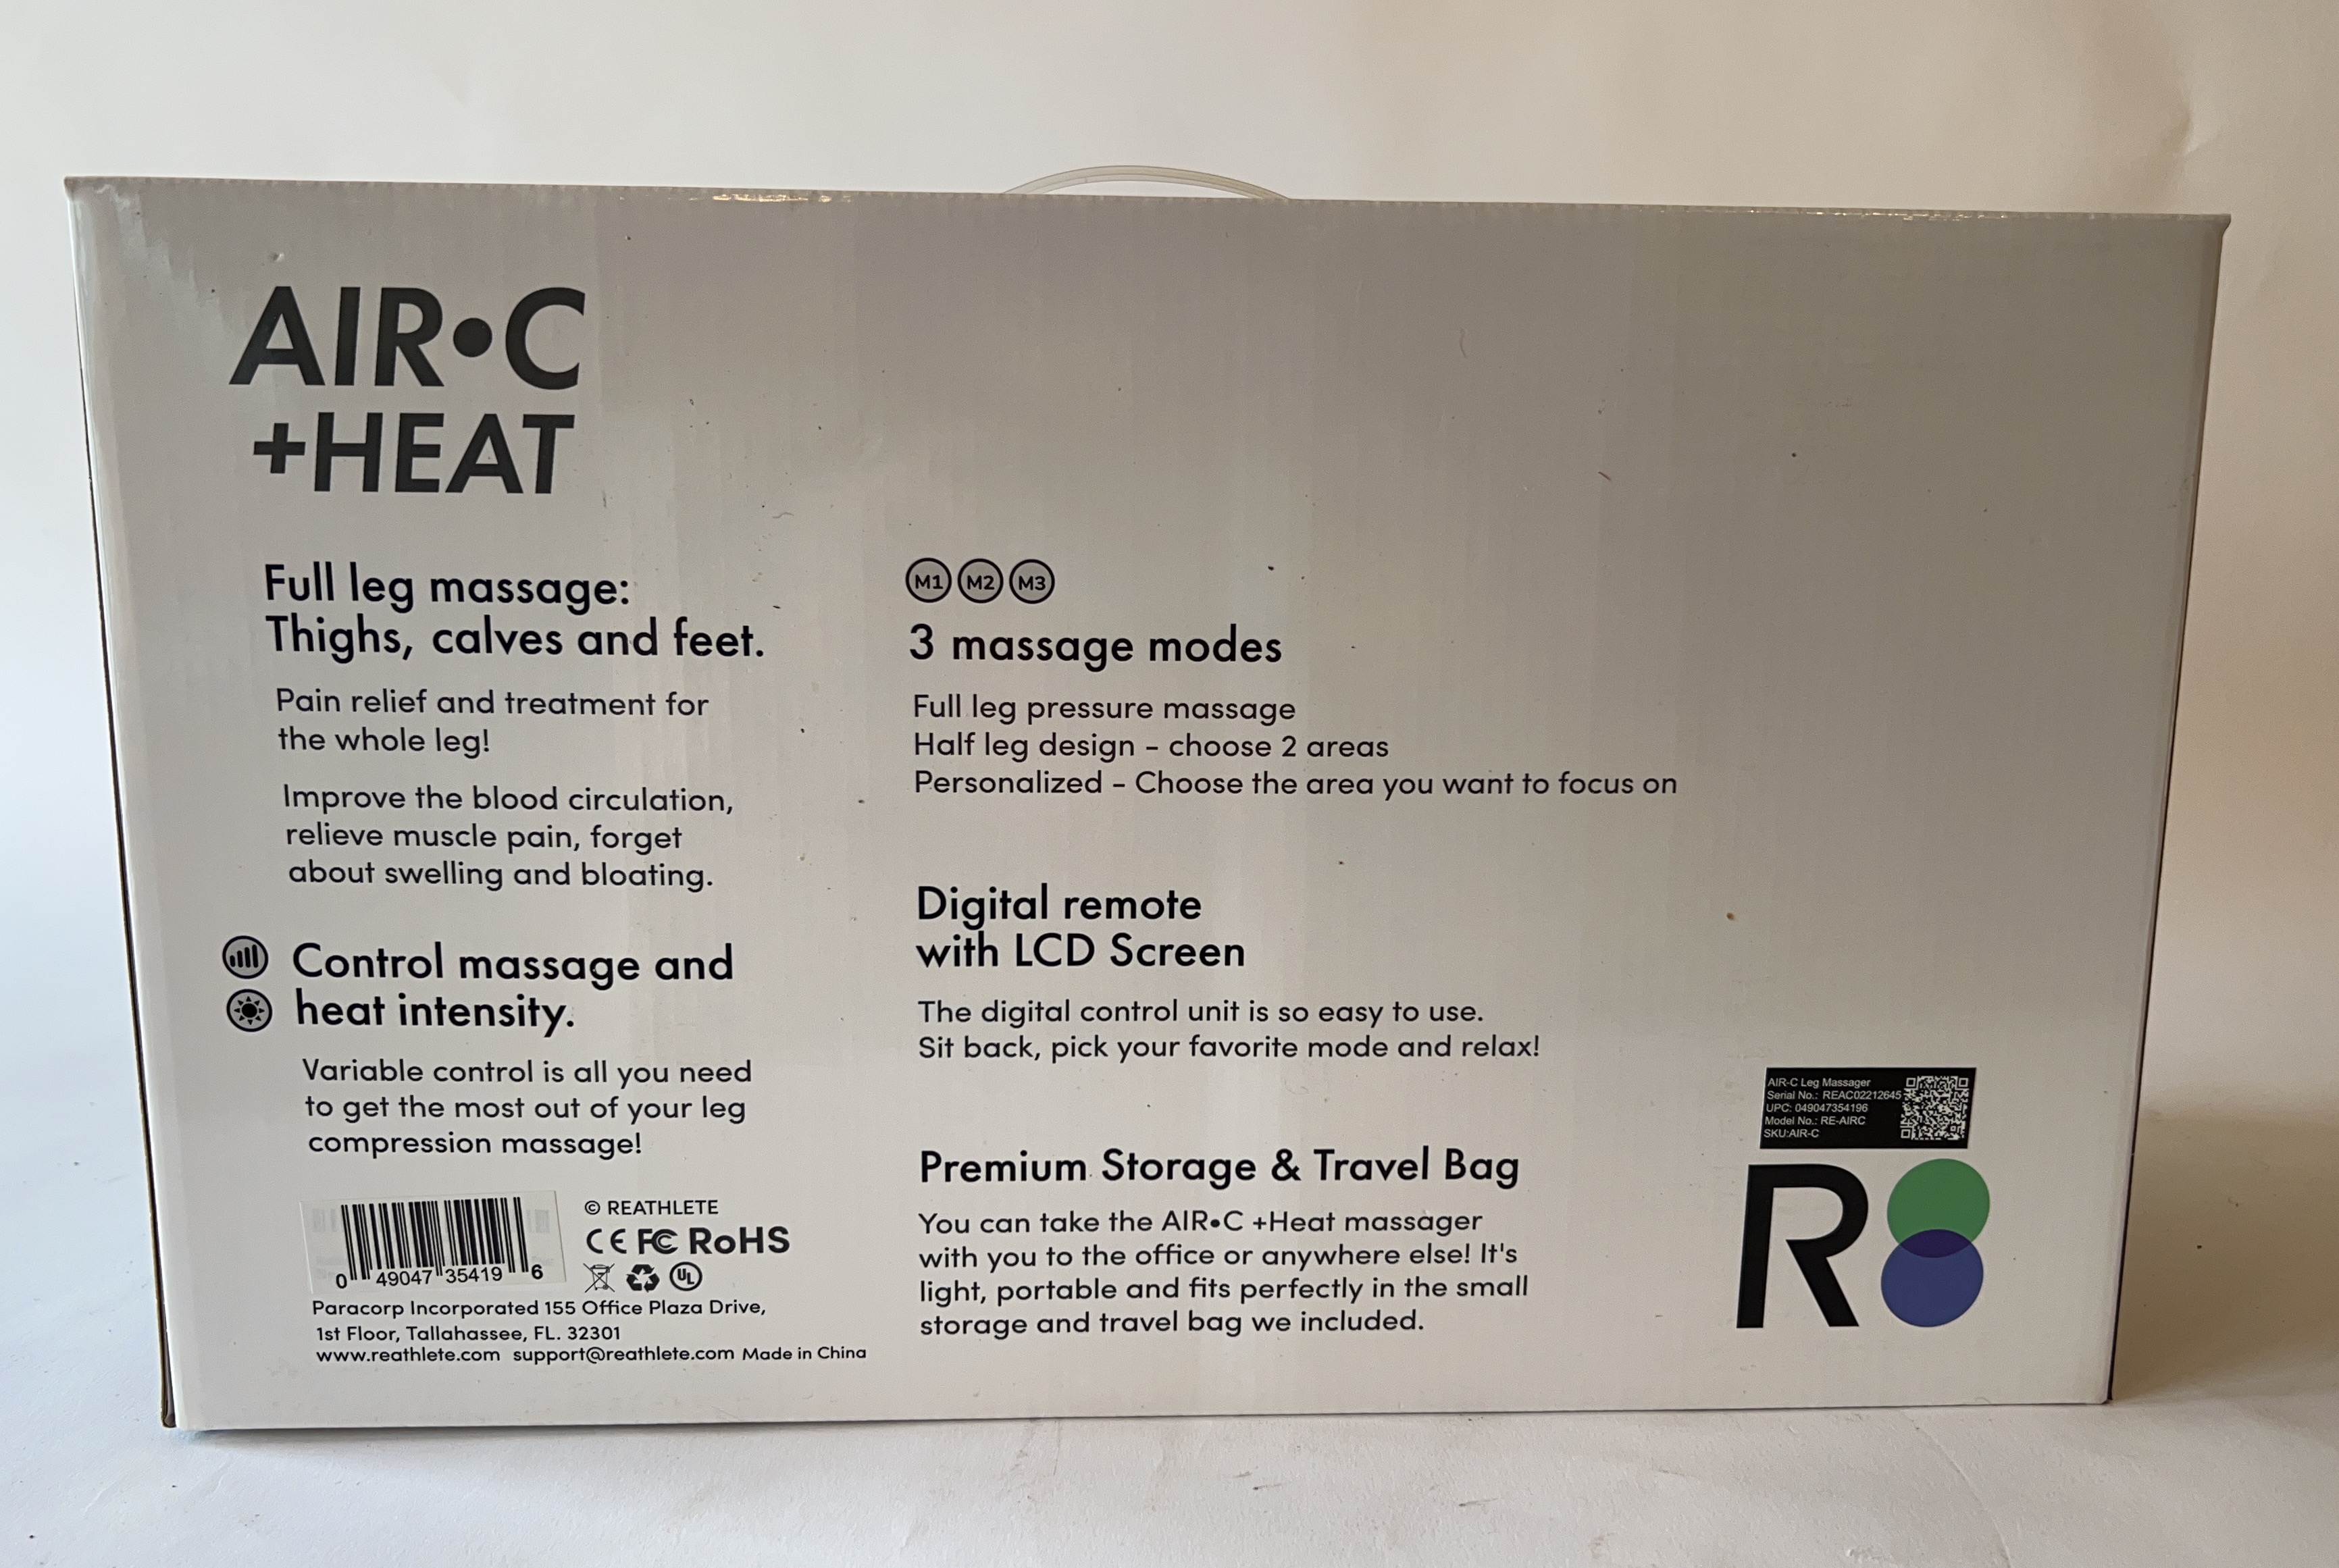 AIR•C
+HEAT
Full leg massage:
Thighs, calves and feet.
Pain relief and treatment for
the whole leg!
Improve the blood circulation,
relieve muscle pain, forget
about swelling and bloating.
Control massage and
heat intensity.
Variable control is all you need
to get the most out of your leg
compression massage!
0 49047 35419 6
© REATHLETE
CE FC RoHS
UL
Paracorp Incorporated 155 Office Plaza Drive,
1st Floor, Tallahassee, FL. 32301
www.reathlete.com support@reathlete.com Made in China
M1 M2 M3
3 massage modes
Full leg pressure massage
Half leg design - choose 2 areas
Personalized - Choose the area you want to focus on
Digital remote
with LCD Screen
The digital control unit is so easy to use.
Sit back, pick your favorite mode and relax!
Premium Storage & Travel Bag
You can take the AIR•C +Heat massager
with you to the office or anywhere else! It's
light, portable and fits perfectly in the small
storage and travel bag we included.
AIR-C Leg Massager
Serial No.: REAC02212645
UPC: 049047354196
Model No.: RE-AIRC
SKU:AIR-C
R